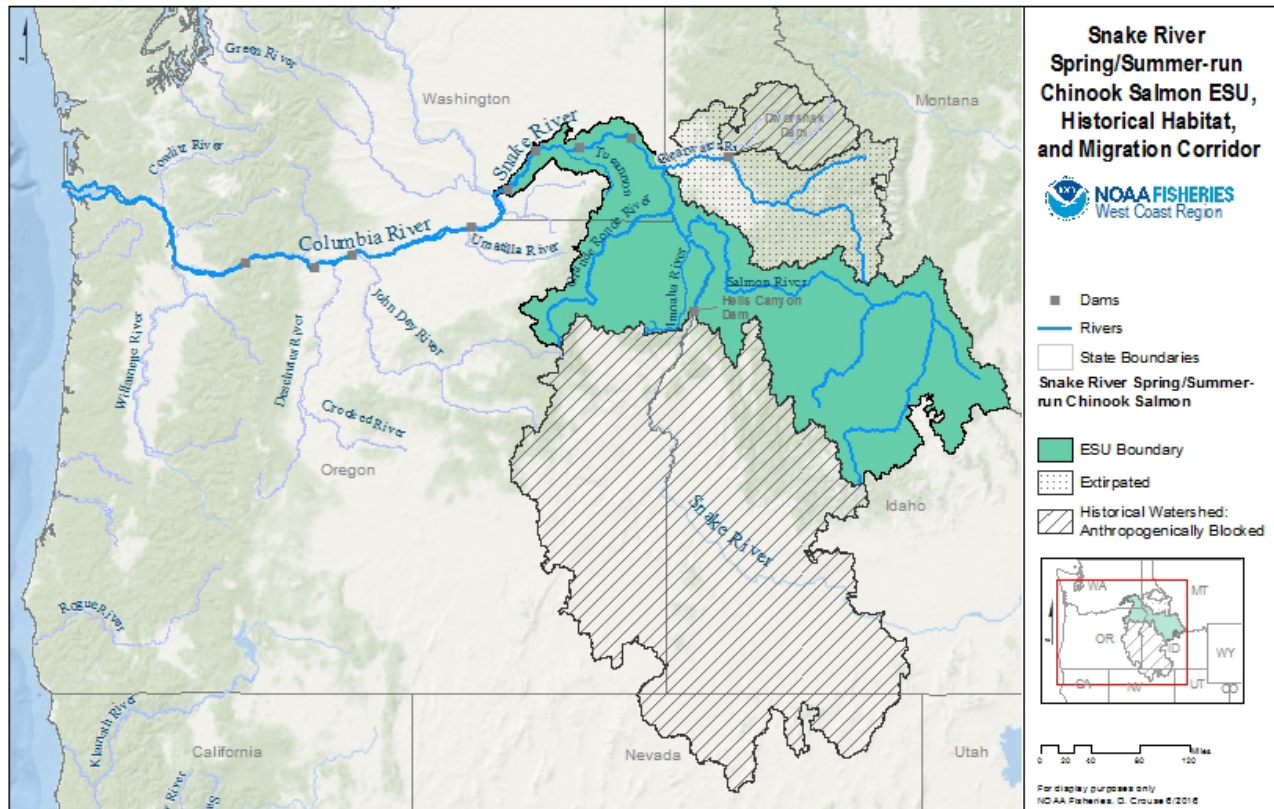 Green River
Washington
Montana
Dworshak
Dam
Snake River
Clearwater Ri
Cowlitz River
Tucannon
Columbia River
Umatilla River
Grande Ronde River
Imnaha River
Salmon River
Hells Canyon
Dam
John Day River
Willamette River
Deschutes River
Crooked River
Oregon
Idaho
Snake River
Rogue River
Klamath River
California
Nevada
Utah
Snake River
Spring/Summer-run
Chinook Salmon ESU,
Historical Habitat,
and Migration Corridor
NOAA FISHERIES
West Coast Region
Dams
Rivers
State Boundaries
Snake River Spring/Summer-
run Chinook Salmon
ESU Boundary
Extirpated
Historical Watershed:
Anthropogenically Blocked
WA
MT
OR
ID
WY
CA
NV
UT
CO
Miles
For display purposes only
NOAA Fisheries. D. Crouse 6/2016